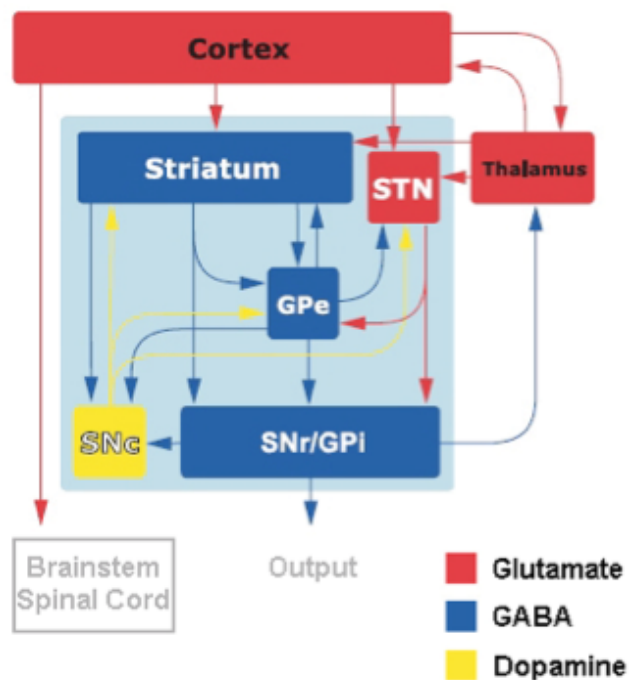 Cortex
Striatum
STN
Thalamus
GPe
SNc
SNr/GPi
Brainstem
Spinal Cord
Output
Glutamate
GABA
Dopamine